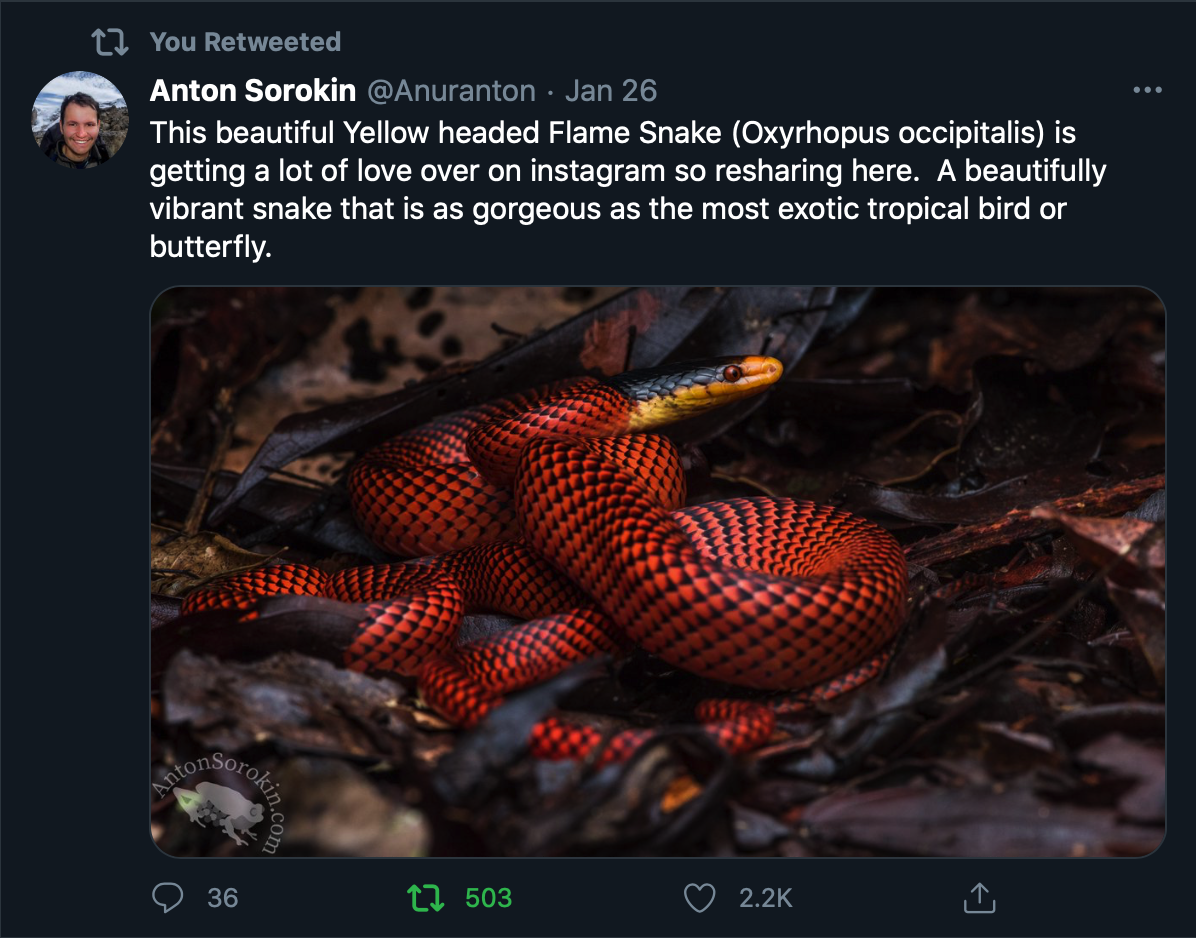 You Retweeted
Anton Sorokin @Anuranton · Jan 26
This beautiful Yellow headed Flame Snake (Oxyrhopus occipitalis) is
getting a lot of love over on instagram so resharing here.  A beautifully
vibrant snake that is as gorgeous as the most exotic tropical bird or
butterfly.
AntonSorokin.com
36
503
2.2K